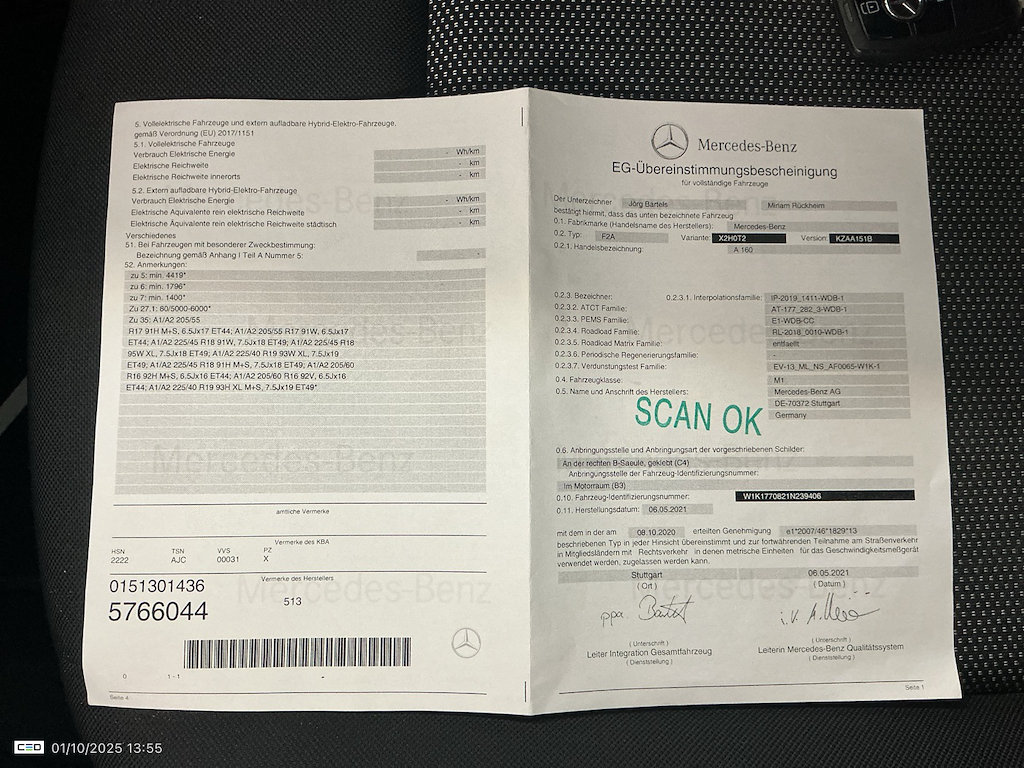 5. Vollelektrische Fahrzeuge und extern aufladbare Hybrid-Elektro-Fahrzeuge,
gemäß Verordnung (EU) 2017/1151
5.1. Vollelektrische Fahrzeuge
Verbrauch Elektrische Energie - Wh/km
Elektrische Reichweite - km
Elektrische Reichweite innerorts - km
5.2. Extern aufladbare Hybrid-Elektro-Fahrzeuge
Verbrauch Elektrische Energie - Wh/km
Elektrische Äquivalente rein elektrische Reichweite - km
Elektrische Äquivalente rein elektrische Reichweite städtisch - km
Verschiedenes
51. Bei Fahrzeugen mit besonderer Zweckbestimmung:
Bezeichnung gemäß Anhang I Teil A Nummer 5:
52. Anmerkungen:
zu 5: min. 4419*
zu 6: min. 1796*
zu 7: min. 1400*
Zu 27.1: 80/5000-6000*
Zu 35: A1/A2 205/55
R17 91H M+S, 6.5Jx17 ET44; A1/A2 205/55 R17 91W, 6.5Jx17
ET44; A1/A2 225/45 R18 91W, 7.5Jx18 ET49; A1/A2 225/45 R18
95W XL, 7.5Jx18 ET49; A1/A2 225/40 R19 93W XL, 7.5Jx19
ET49; A1/A2 225/45 R18 91H M+S, 7.5Jx18 ET49; A1/A2 205/60
R16 92H M+S, 6.5Jx16 ET44; A1/A2 205/60 R16 92V, 6.5Jx16
ET44; A1/A2 225/40 R19 93H XL M+S, 7.5Jx19 ET49*
amtliche Vermerke
Vermerke des KBA
HSN TSN VVS PZ
2222 AJC 00031 X
Vermerke des Herstellers
0151301436
5766044
513
0 1-1 -
Seite 4
Mercedes-Benz
EG-Übereinstimmungsbescheinigung
für vollständige Fahrzeuge
Der Unterzeichner Jörg Bartels Miriam Rückheim
bestätigt hiermit, dass das unten bezeichnete Fahrzeug
0.1. Fabrikmarke (Handelsname des Herstellers): Mercedes-Benz
0.2. Typ: F2A Variante: X2H0T2 Version: KZAA151B
0.2.1. Handelsbezeichnung: A 160
0.2.3. Bezeichner: 0.2.3.1. Interpolationsfamilie: IP-2019_1411-WDB-1
0.2.3.2. ATCT Familie: AT-177_282_3-WDB-1
0.2.3.3. PEMS Familie: E1-WDB-CC
0.2.3.4. Roadload Familie: RL-2018_0010-WDB-1
0.2.3.5. Roadload Matrix Familie: entfaellt
0.2.3.6. Periodische Regenerierungsfamilie: -
0.2.3.7. Verdunstungstest Familie: EV-13_ML_NS_AF0065-W1K-1
0.4. Fahrzeugklasse: M1
0.5. Name und Anschrift des Herstellers: Mercedes-Benz AG
DE-70372 Stuttgart
Germany
SCAN OK
0.6. Anbringungsstelle und Anbringungsart der vorgeschriebenen Schilder:
An der rechten B-Saeule, geklebt (C4)
Anbringungsstelle der Fahrzeug-Identifizierungsnummer:
Im Motorraum (B3)
0.10. Fahrzeug-Identifizierungsnummer: W1K1770821N239406
0.11. Herstellungsdatum: 06.05.2021
mit dem in der am 08.10.2020 erteilten Genehmigung e1*2007/46*1829*13
beschriebenen Typ in jeder Hinsicht übereinstimmt und zur fortwährenden Teilnahme am Straßenverkehr
in Mitgliedsländern mit Rechtsverkehr in denen metrische Einheiten für das Geschwindigkeitsmeßgerät
verwendet werden, zugelassen werden kann.
Stuttgart 06.05.2021
( Ort ) ( Datum )
ppa. i.V.
( Unterschrift ) ( Unterschrift )
Leiter Integration Gesamtfahrzeug Leiterin Mercedes-Benz Qualitätssystem
( Dienststellung ) ( Dienststellung )
Seite 1
CEO 01/10/2025 13:55